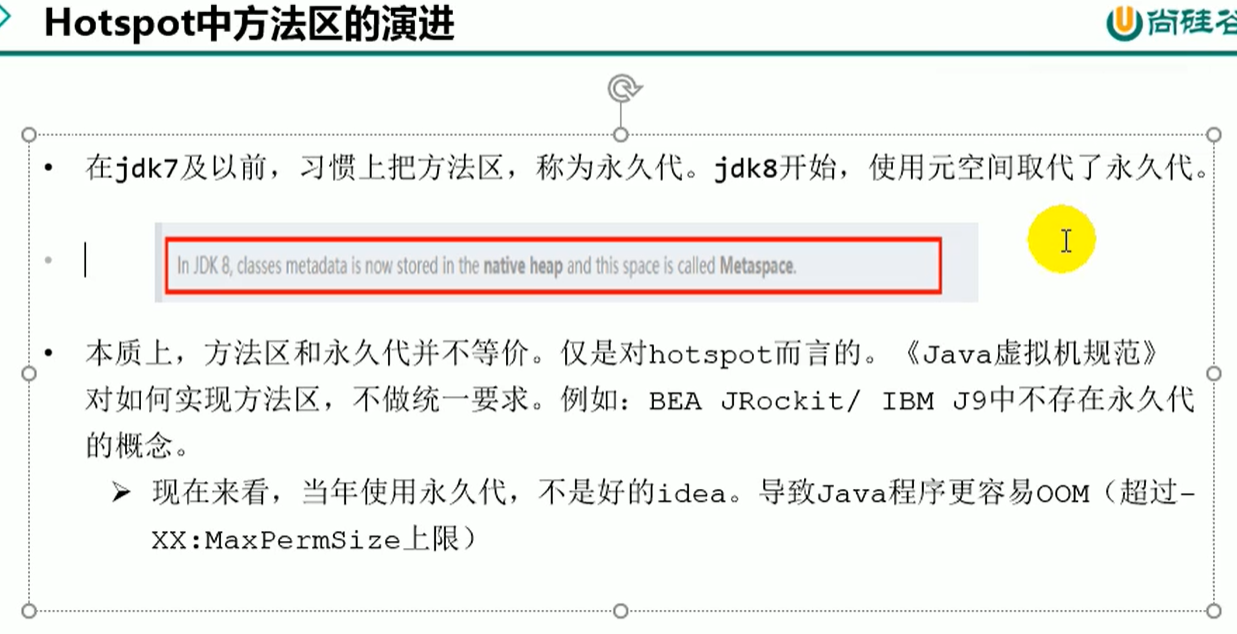 Hotspot中方法区的演进
尚硅谷
• 在jdk7及以前，习惯上把方法区，称为永久代。jdk8开始，使用元空间取代了永久代。
In JDK 8, classes metadata is now stored in the native heap and this space is called Metaspace.
• 本质上，方法区和永久代并不等价。仅是对hotspot而言的。《Java虚拟机规范》
对如何实现方法区，不做统一要求。例如：BEA JRockit/ IBM J9中不存在永久代
的概念。
➢ 现在来看，当年使用永久代，不是好的idea。导致Java程序更容易OOM（超过-
XX:MaxPermSize上限）